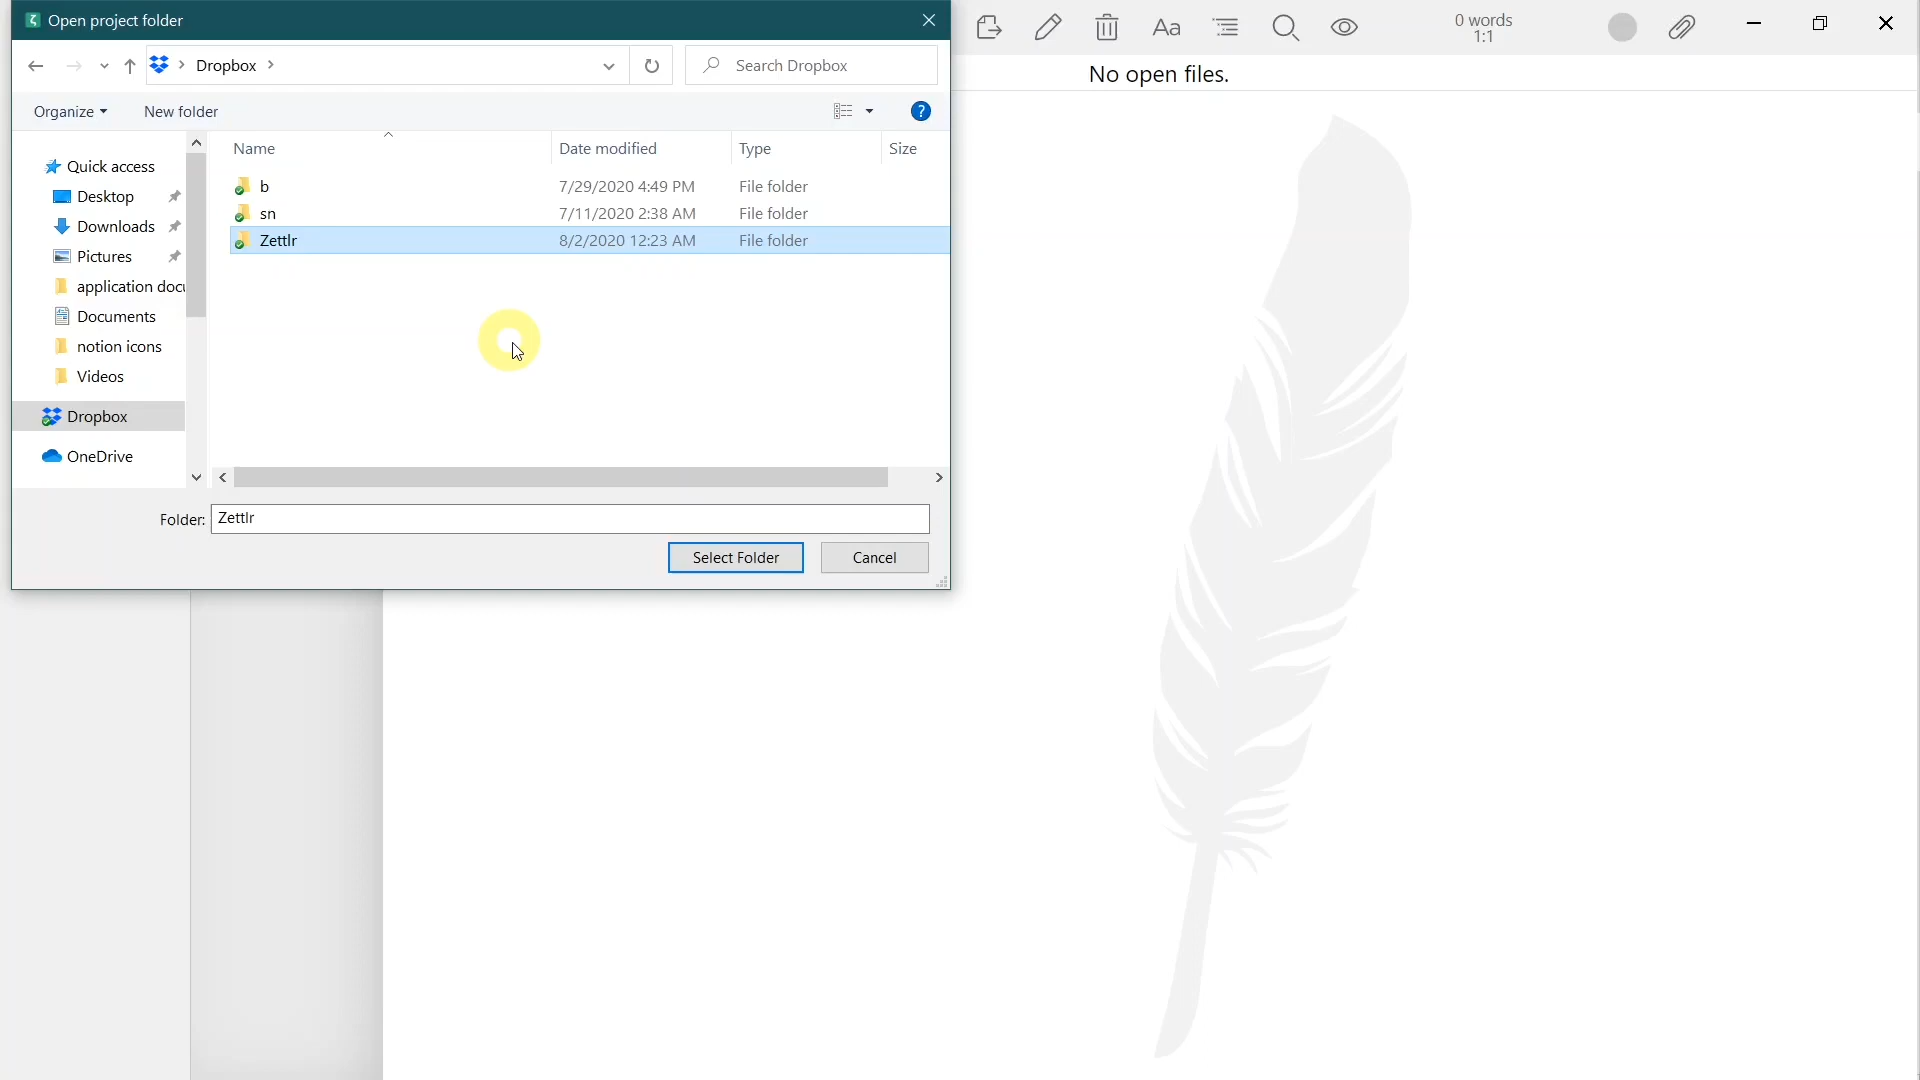 Open project folder
Dropbox
Search Dropbox
Organize
New folder
?
Name
Date modified
Type
Size
b
7/29/2020 4:49 PM
File folder
sn
7/11/2020 2:38 AM
File folder
Zettlr
8/2/2020 12:23 AM
File folder
Quick access
Desktop
Downloads
Pictures
application docu
Documents
notion icons
Videos
Dropbox
OneDrive
Folder:
Zettlr
Select Folder
Cancel
Aa
0 words
1:1
No open files.